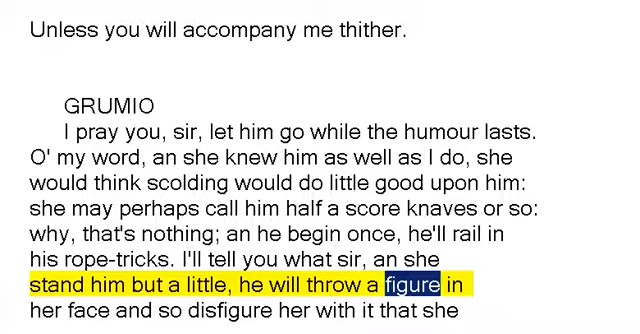 Unless you will accompany me thither.
GRUMIO
I pray you, sir, let him go while the humour lasts.
O' my word, an she knew him as well as I do, she
would think scolding would do little good upon him:
she may perhaps call him half a score knaves or so:
why, that's nothing; an he begin once, he'll rail in
his rope-tricks. I'll tell you what sir, an she
stand him but a little, he will throw a figure in
her face and so disfigure her with it that she